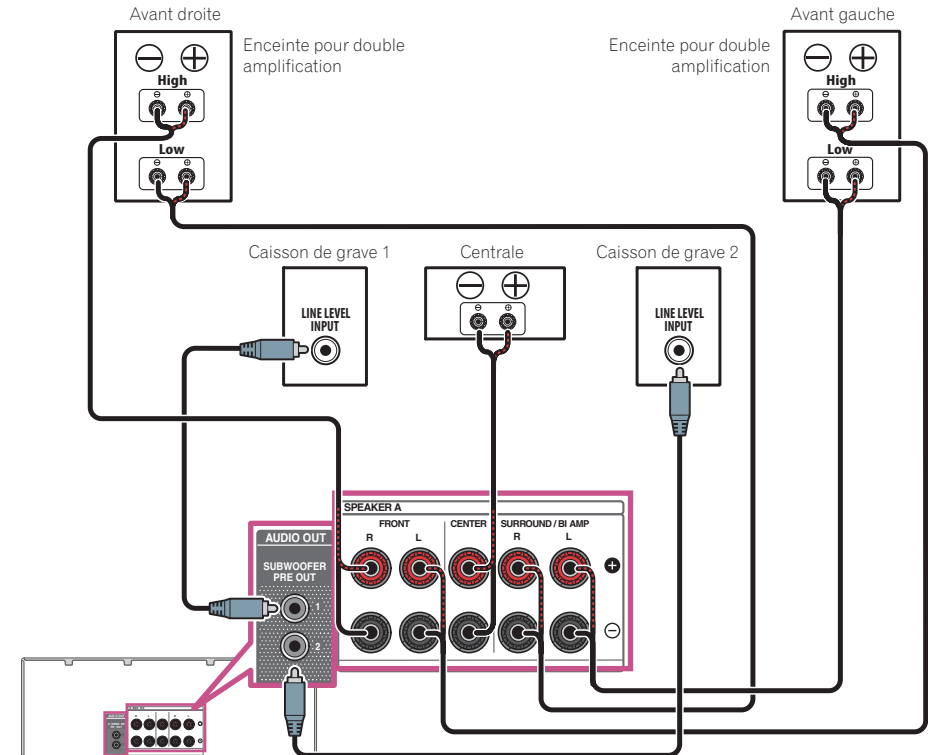 Avant droite
Avant gauche
Enceinte pour double
amplification
Enceinte pour double
amplification
High
High
Low
Low
Caisson de grave 1
Centrale
Caisson de grave 2
LINE LEVEL
INPUT
LINE LEVEL
INPUT
SPEAKER A
FRONT
CENTER
SURROUND / BI AMP
R
L
R
L
AUDIO OUT
SUBWOOFER
PRE OUT
1
2